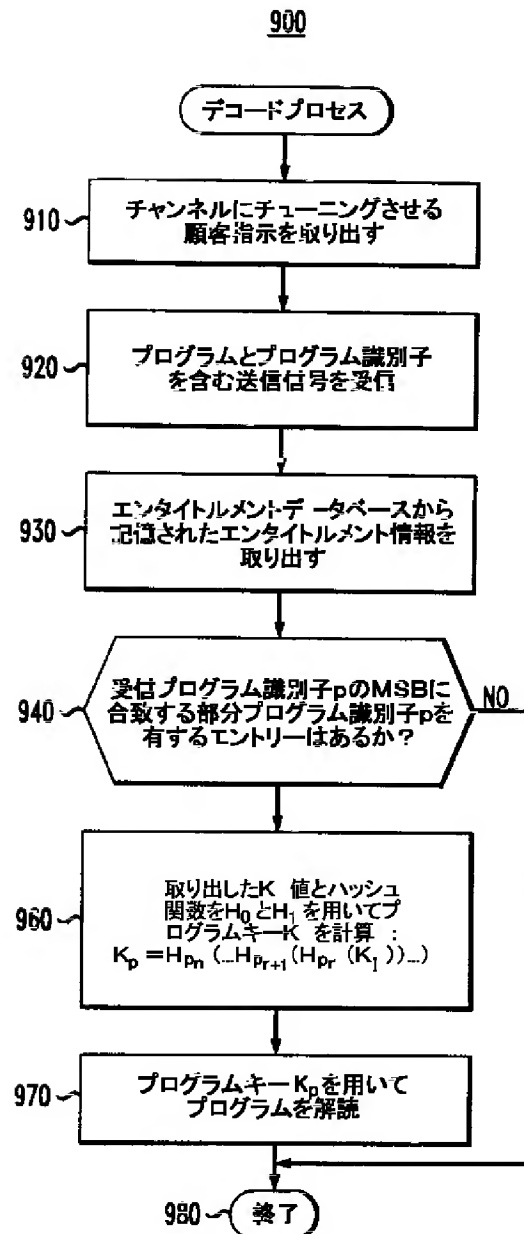 900
デコードプロセス
910
チャンネルにチューニングさせる
顧客指示を取り出す
920
プログラムとプログラム識別子
を含む送信信号を受信
930
エンタイトルメントデータベースから
記憶されたエンタイトルメント情報を
取り出す
940
受信プログラム識別子pのMSBに
合致する部分プログラム識別子pを
有するエントリーはあるか?
NO
960
取り出したK 値とハッシュ
関数をH0とH1を用いてプ
ログラムキーK を計算 :
Kp=Hpn(...Hpr+1(Hpr(KI))...)
970
プログラムキーKpを用いて
プログラムを解読
980
終了